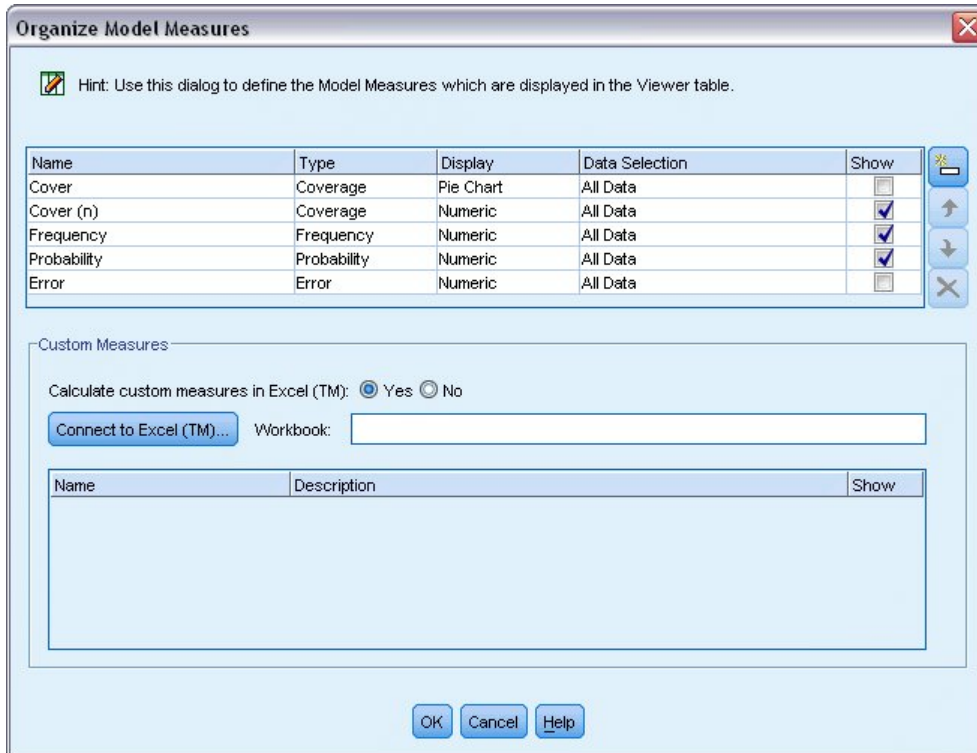 Organize Model Measures
Hint: Use this dialog to define the Model Measures which are displayed in the Viewer table.
Name Type Display Data Selection Show
Cover Coverage Pie Chart All Data
Cover (n) Coverage Numeric All Data
Frequency Frequency Numeric All Data
Probability Probability Numeric All Data
Error Error Numeric All Data
Custom Measures
Calculate custom measures in Excel (TM): Yes No
Connect to Excel (TM)... Workbook:
Name Description Show
OK Cancel Help